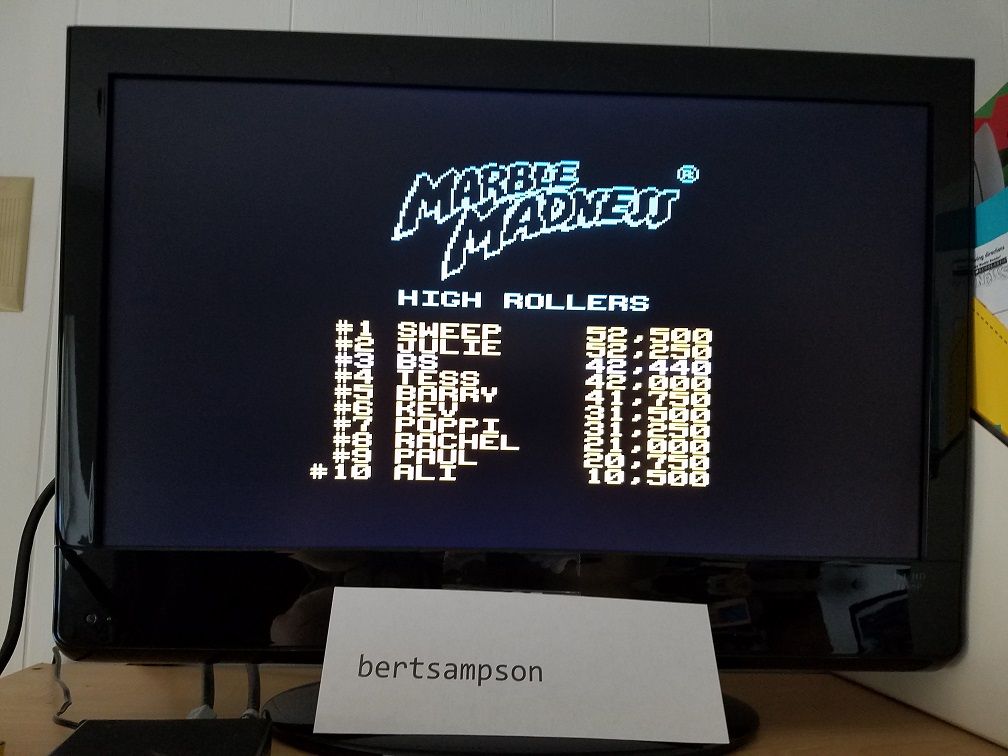 MARBLE
MADNESS®
HIGH ROLLERS
#1 SWEEP 52,500
#2 JULIE 52,250
#3 BS 42,440
#4 TESS 42,000
#5 BARRY 41,750
#6 KEV 31,500
#7 POPPI 31,250
#8 RACHEL 21,000
#9 PAUL 20,750
#10 ALI 10,500
bertsampson